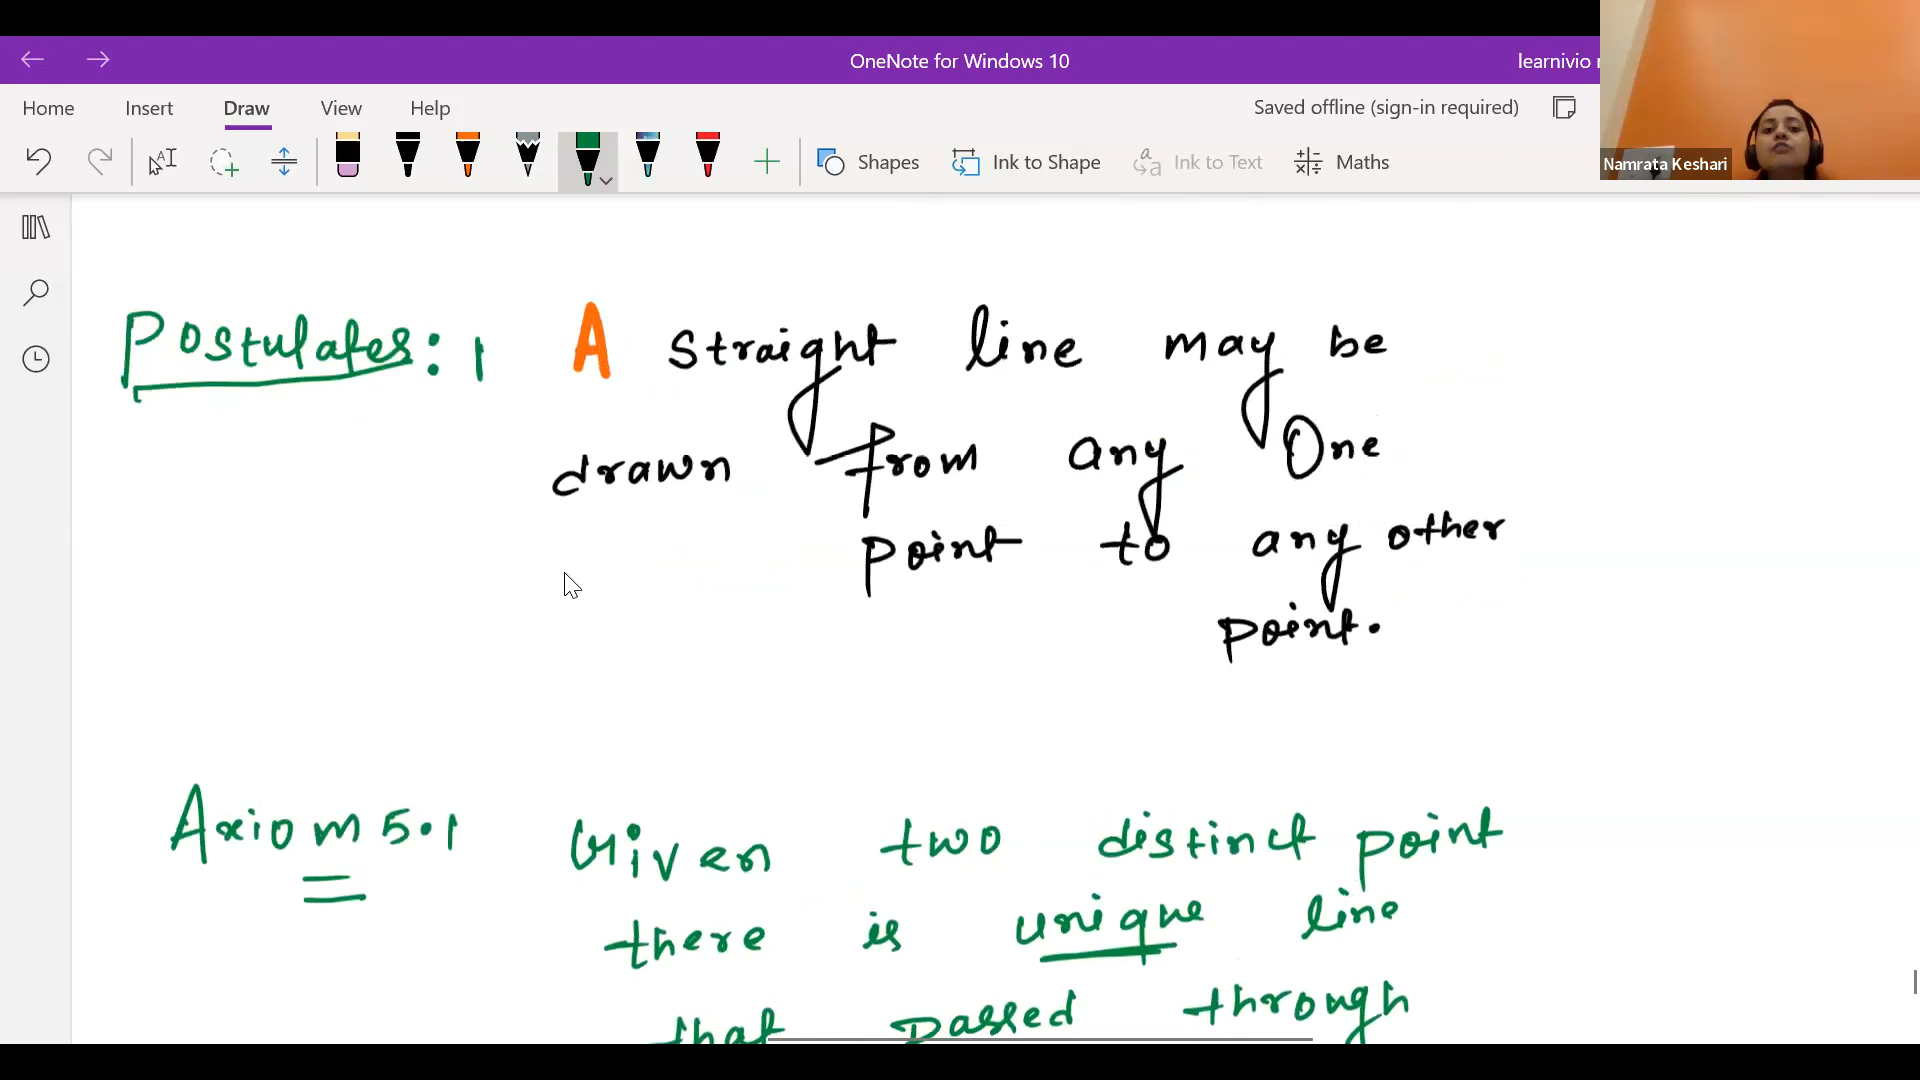 OneNote for Windows 10
learnivio
Home Insert Draw View Help
Saved offline (sign-in required)
Shapes Ink to Shape Ink to Text Maths
Namrata Keshari
Postulates: 1 A straight line may be
drawn from any One
point to any other
point.
Axiom 5.1 Given two distinct point
there is unique line
that passed through